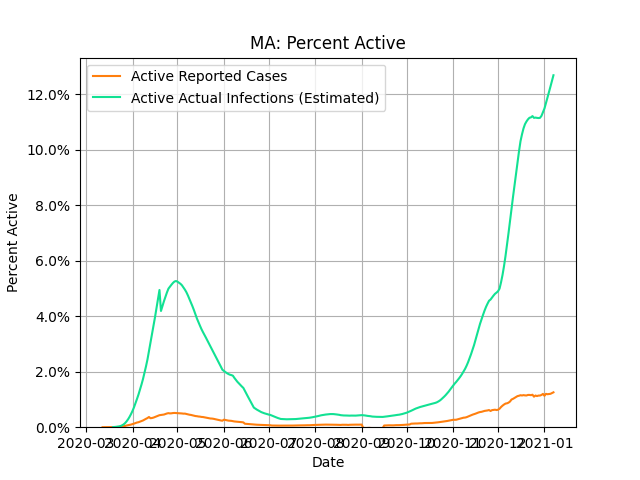 MA: Percent Active
Active Reported Cases
Active Actual Infections (Estimated)
Percent Active
12.0%
10.0%
8.0%
6.0%
4.0%
2.0%
0.0%
2020-03 2020-04 2020-05 2020-06 2020-07 2020-08 2020-09 2020-10 2020-11 2020-12 2021-01
Date